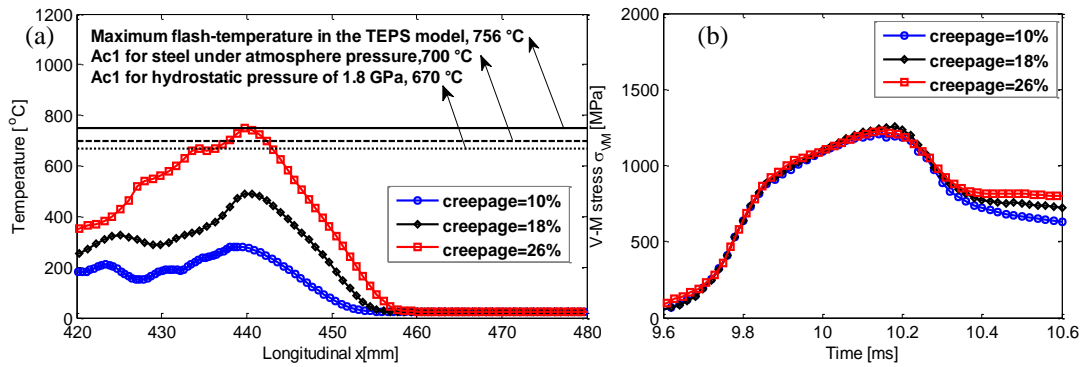 (a)
Maximum flash-temperature in the TEPS model, 756 °C
Ac1 for steel under atmosphere pressure,700 °C
Ac1 for hydrostatic pressure of 1.8 GPa, 670 °C
creepage=10%
creepage=18%
creepage=26%
Temperature [°C]
1200
1000
800
600
400
200
0
420
430
440
450
460
470
480
Longitudinal x[mm]
(b)
creepage=10%
creepage=18%
creepage=26%
V-M stress σVM [MPa]
2000
1500
1000
500
0
9.6
9.8
10
10.2
10.4
10.6
Time [ms]